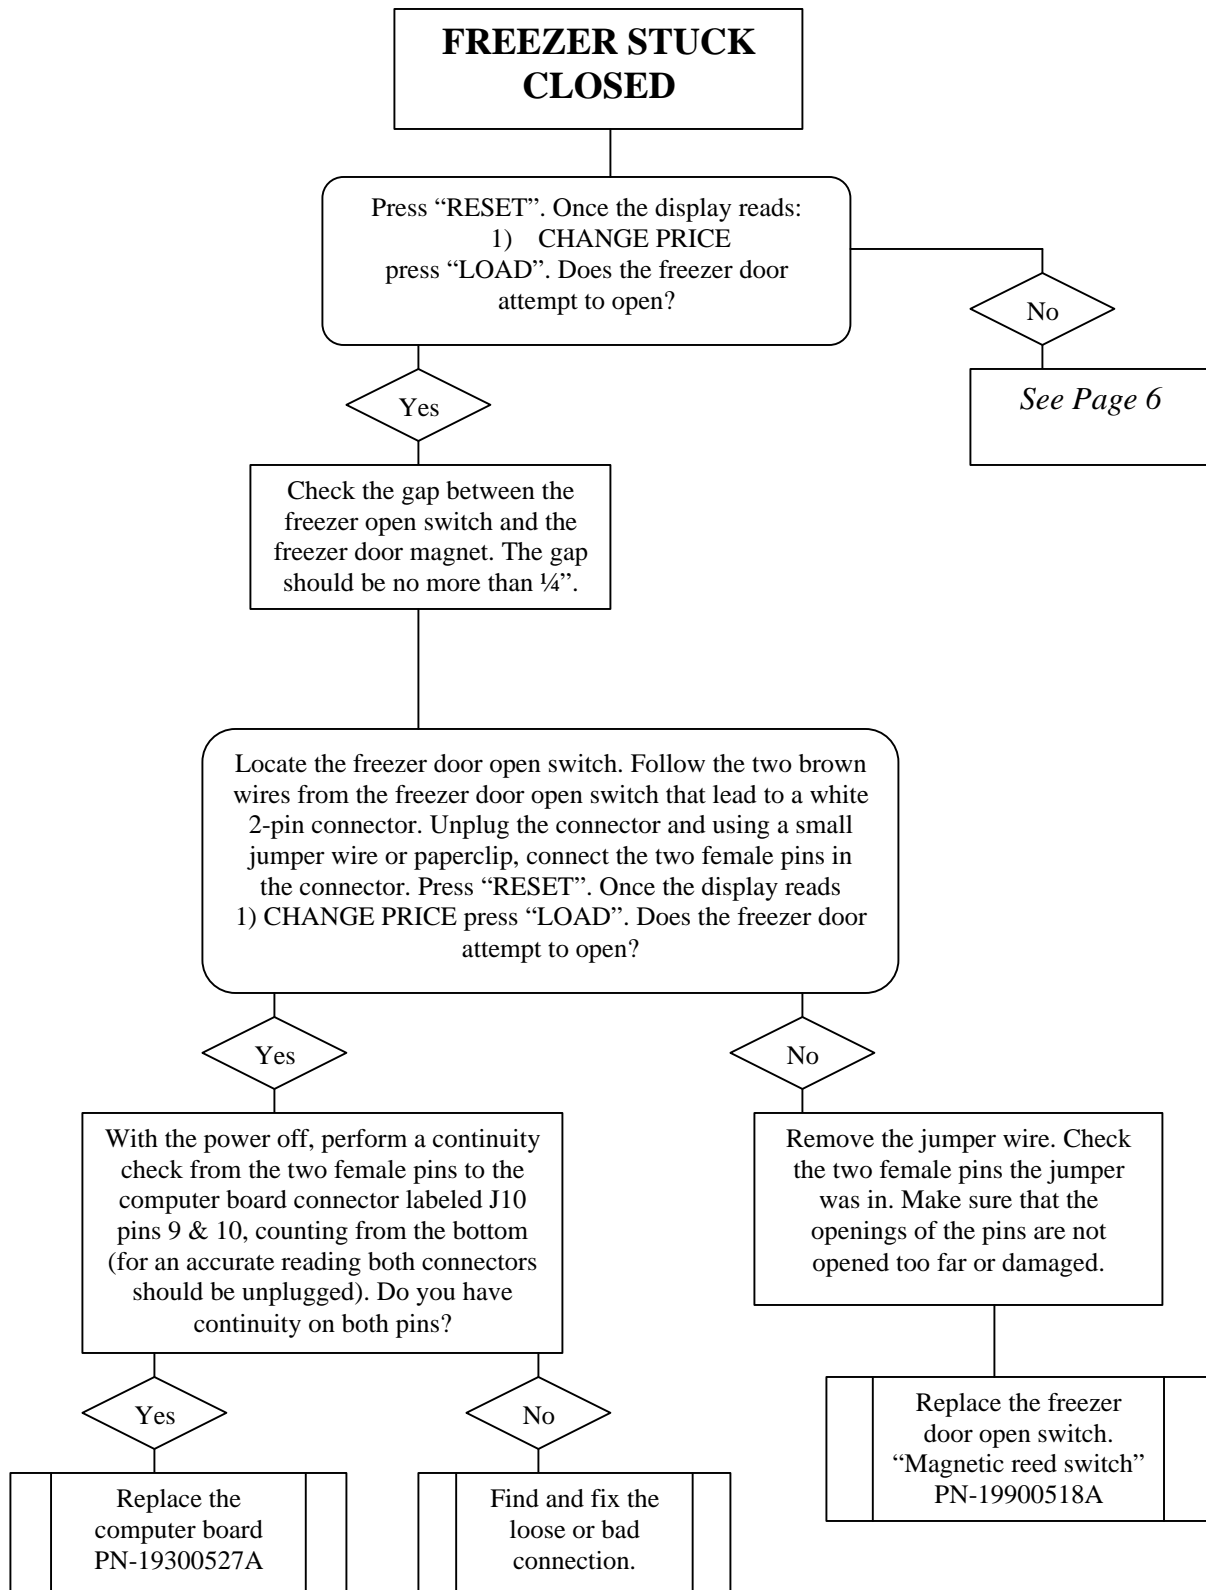 FREEZER STUCK
CLOSED
Press “RESET”. Once the display reads:
1) CHANGE PRICE
press “LOAD”. Does the freezer door
attempt to open?
No
See Page 6
Yes
Check the gap between the
freezer open switch and the
freezer door magnet. The gap
should be no more than ¼”.
Locate the freezer door open switch. Follow the two brown
wires from the freezer door open switch that lead to a white
2-pin connector. Unplug the connector and using a small
jumper wire or paperclip, connect the two female pins in
the connector. Press “RESET”. Once the display reads
1) CHANGE PRICE press “LOAD”. Does the freezer door
attempt to open?
Yes
No
With the power off, perform a continuity
check from the two female pins to the
computer board connector labeled J10
pins 9 & 10, counting from the bottom
(for an accurate reading both connectors
should be unplugged). Do you have
continuity on both pins?
Remove the jumper wire. Check
the two female pins the jumper
was in. Make sure that the
openings of the pins are not
opened too far or damaged.
Yes
No
Replace the freezer
door open switch.
“Magnetic reed switch”
PN-19900518A
Replace the
computer board
PN-19300527A
Find and fix the
loose or bad
connection.